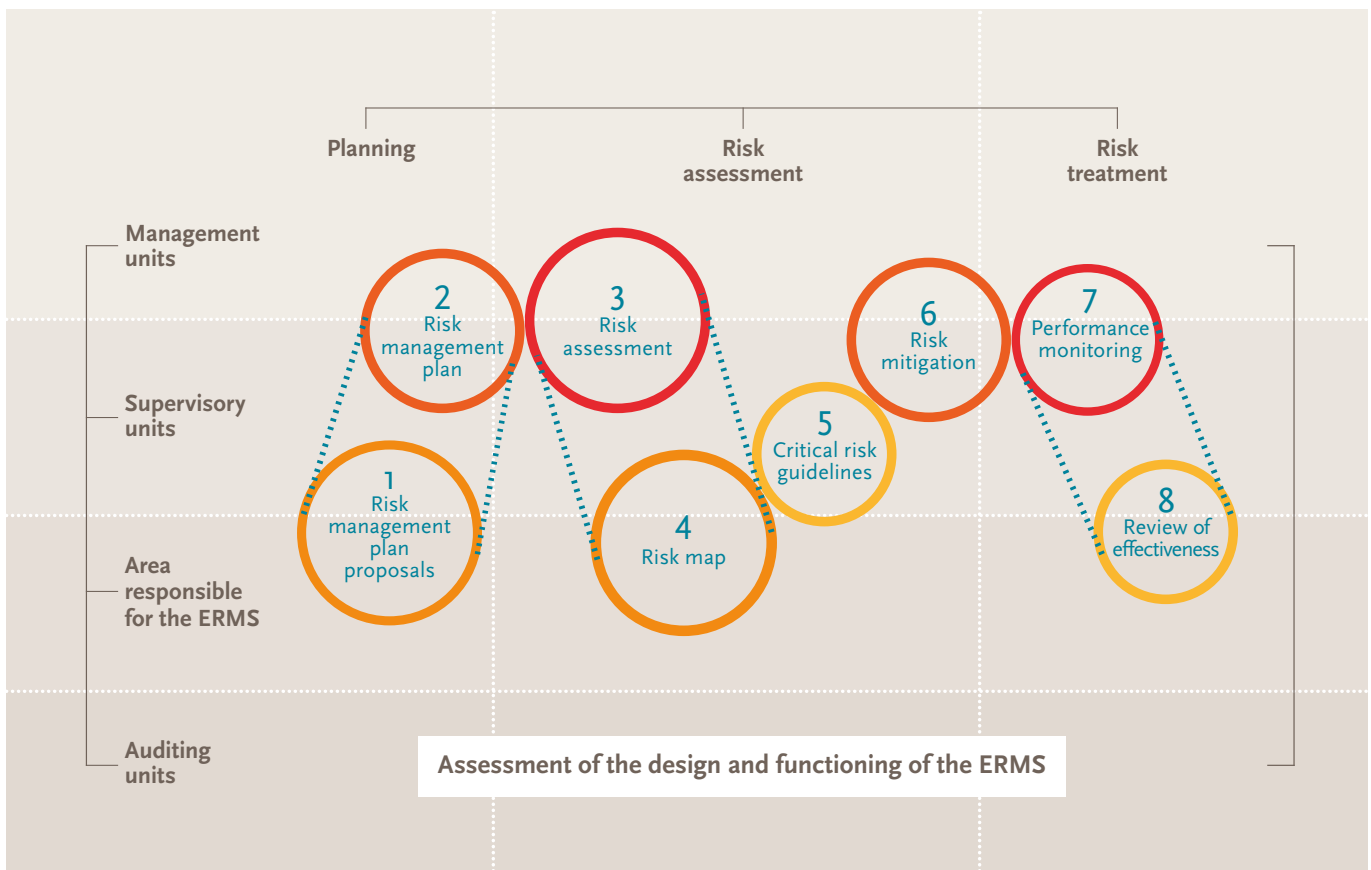 Planning
Risk
assessment
Risk
treatment
Management
units
Supervisory
units
Area
responsible
for the ERMS
Auditing
units
1
Risk
management
plan
proposals
2
Risk
management
plan
3
Risk
assessment
4
Risk map
5
Critical risk
guidelines
6
Risk
mitigation
7
Performance
monitoring
8
Review of
effectiveness
Assessment of the design and functioning of the ERMS